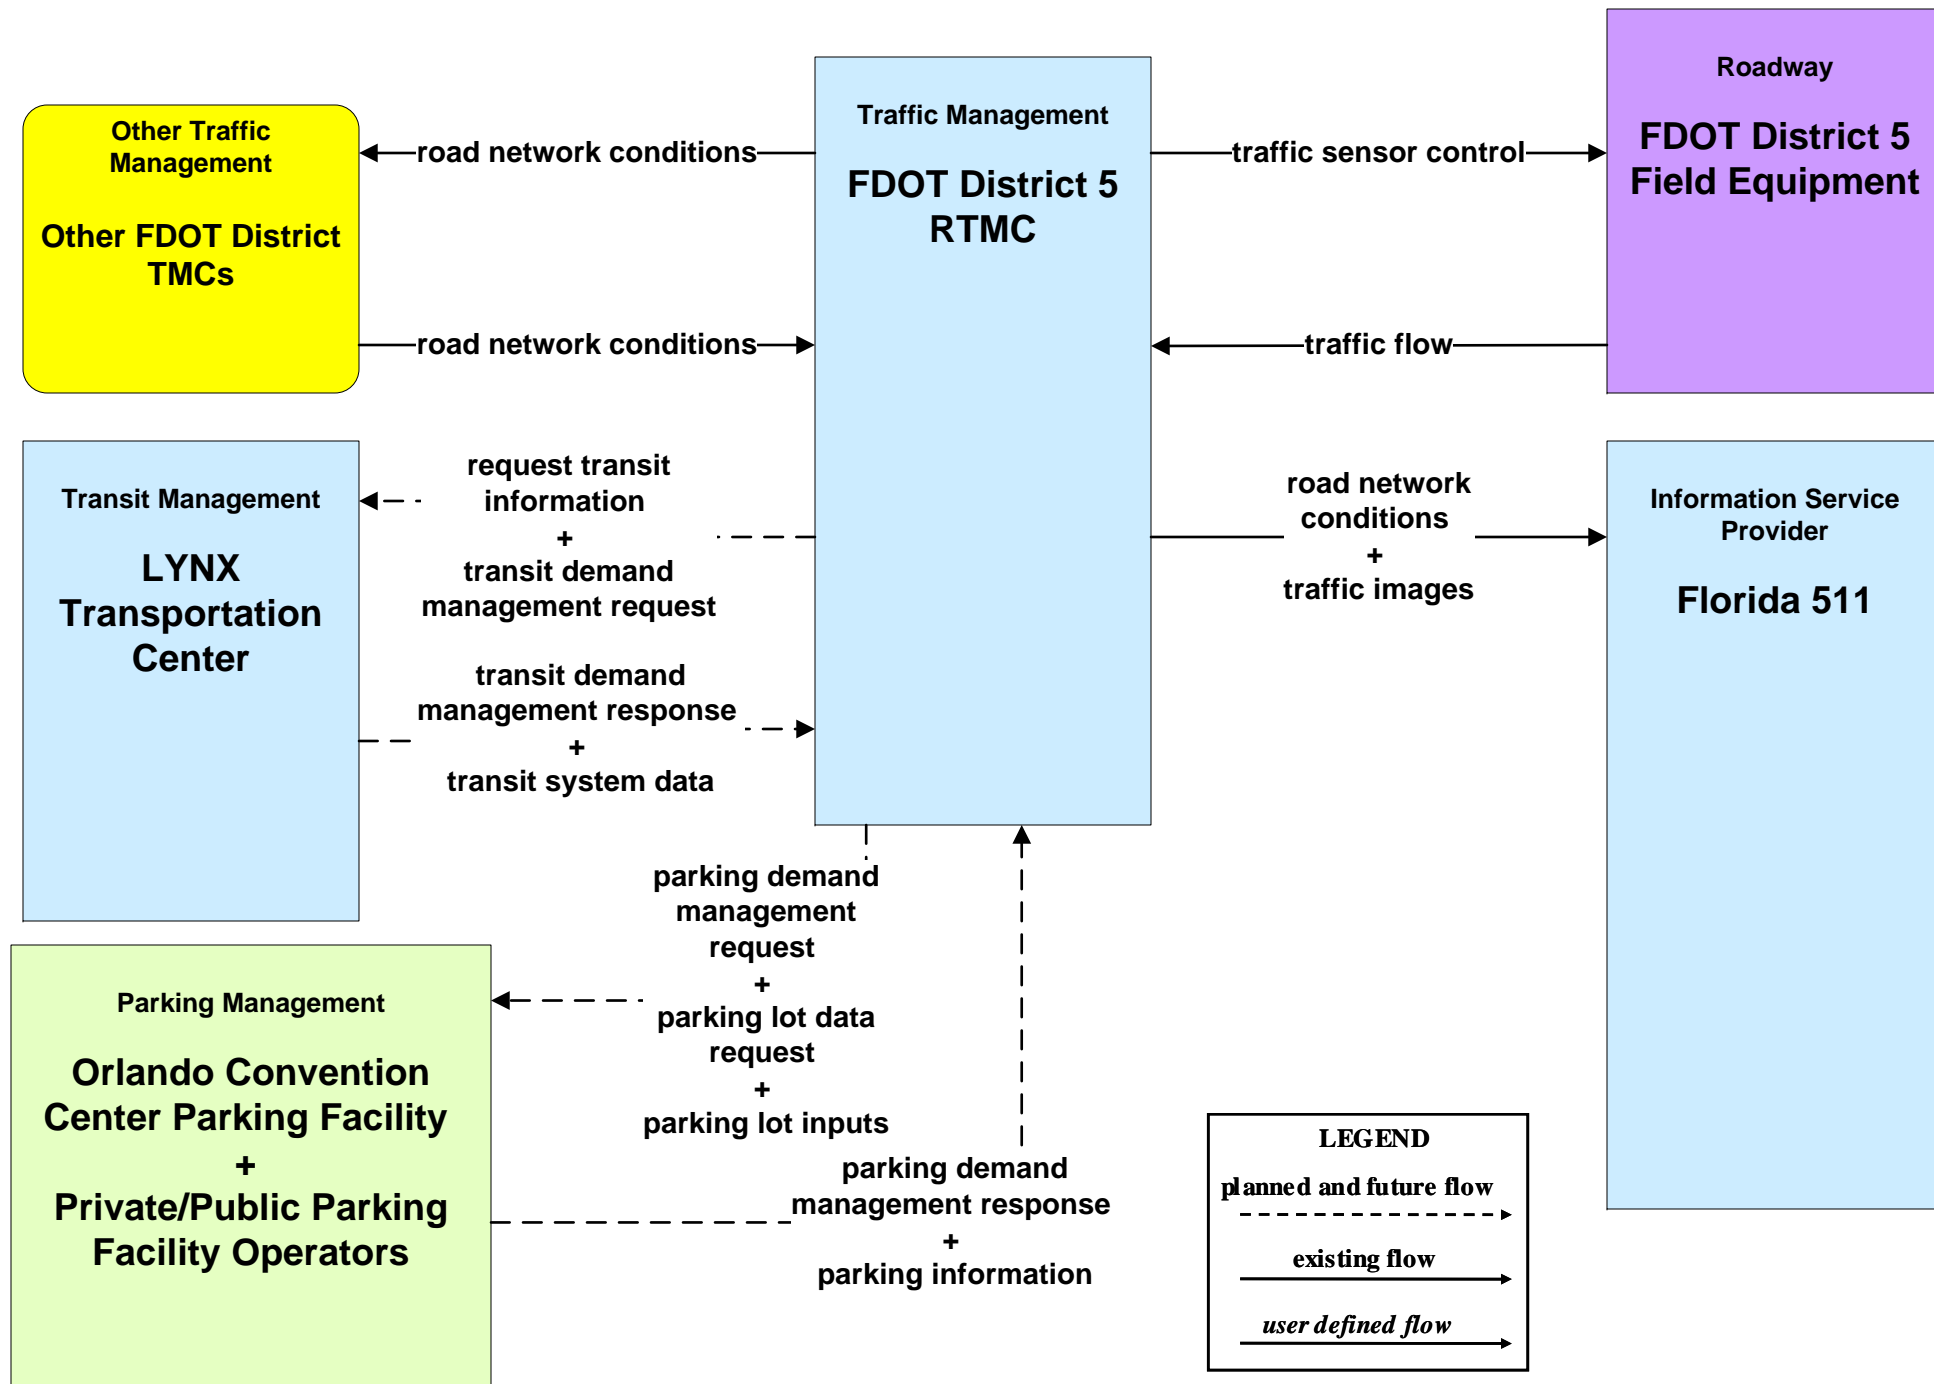 Other Traffic
Management
Other FDOT District
TMCs
road network conditions
road network conditions
Traffic Management
FDOT District 5
RTMC
traffic sensor control
traffic flow
Roadway
FDOT District 5
Field Equipment
Transit Management
LYNX
Transportation
Center
request transit
information
+
transit demand
management request
transit demand
management response
+
transit system data
road network
conditions
+
traffic images
Information Service
Provider
Florida 511
Parking Management
Orlando Convention
Center Parking Facility
+
Private/Public Parking
Facility Operators
parking demand
management
request
+
parking lot data
request
+
parking lot inputs
parking demand
management response
+
parking information
LEGEND
planned and future flow
existing flow
user defined flow